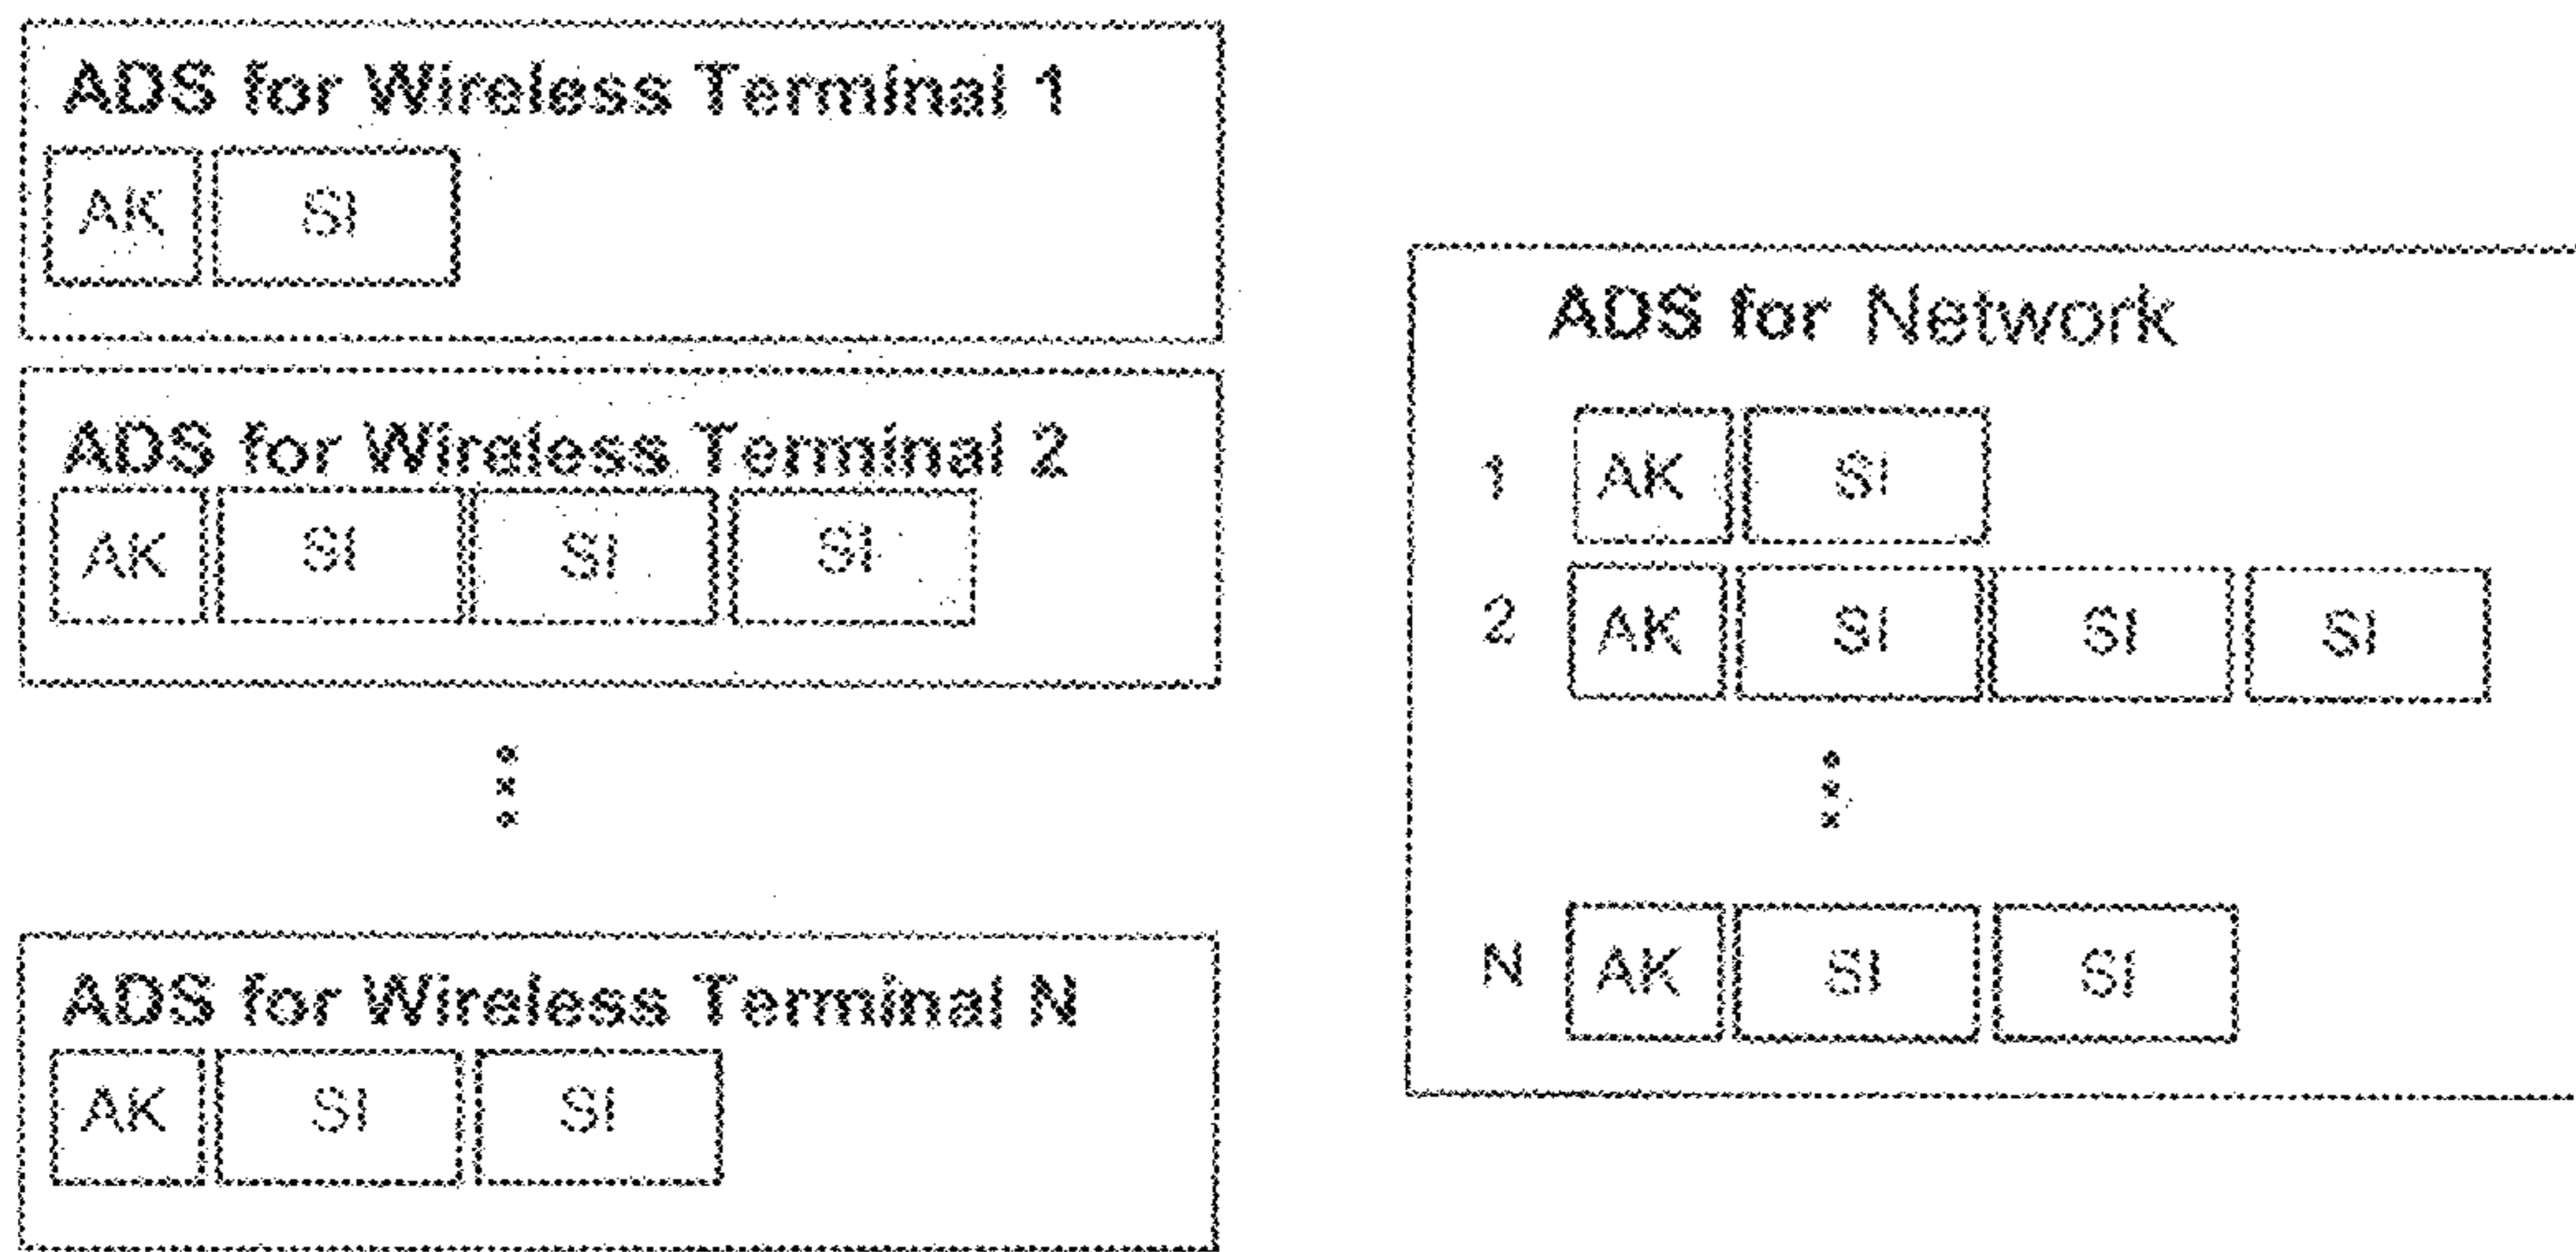 ADS for Wireless Terminal 1
AK SI
ADS for Wireless Terminal 2
AK SI SI SI
ADS for Wireless Terminal N
AK SI SI
ADS for Network
1 AK SI
2 AK SI SI SI
N AK SI SI